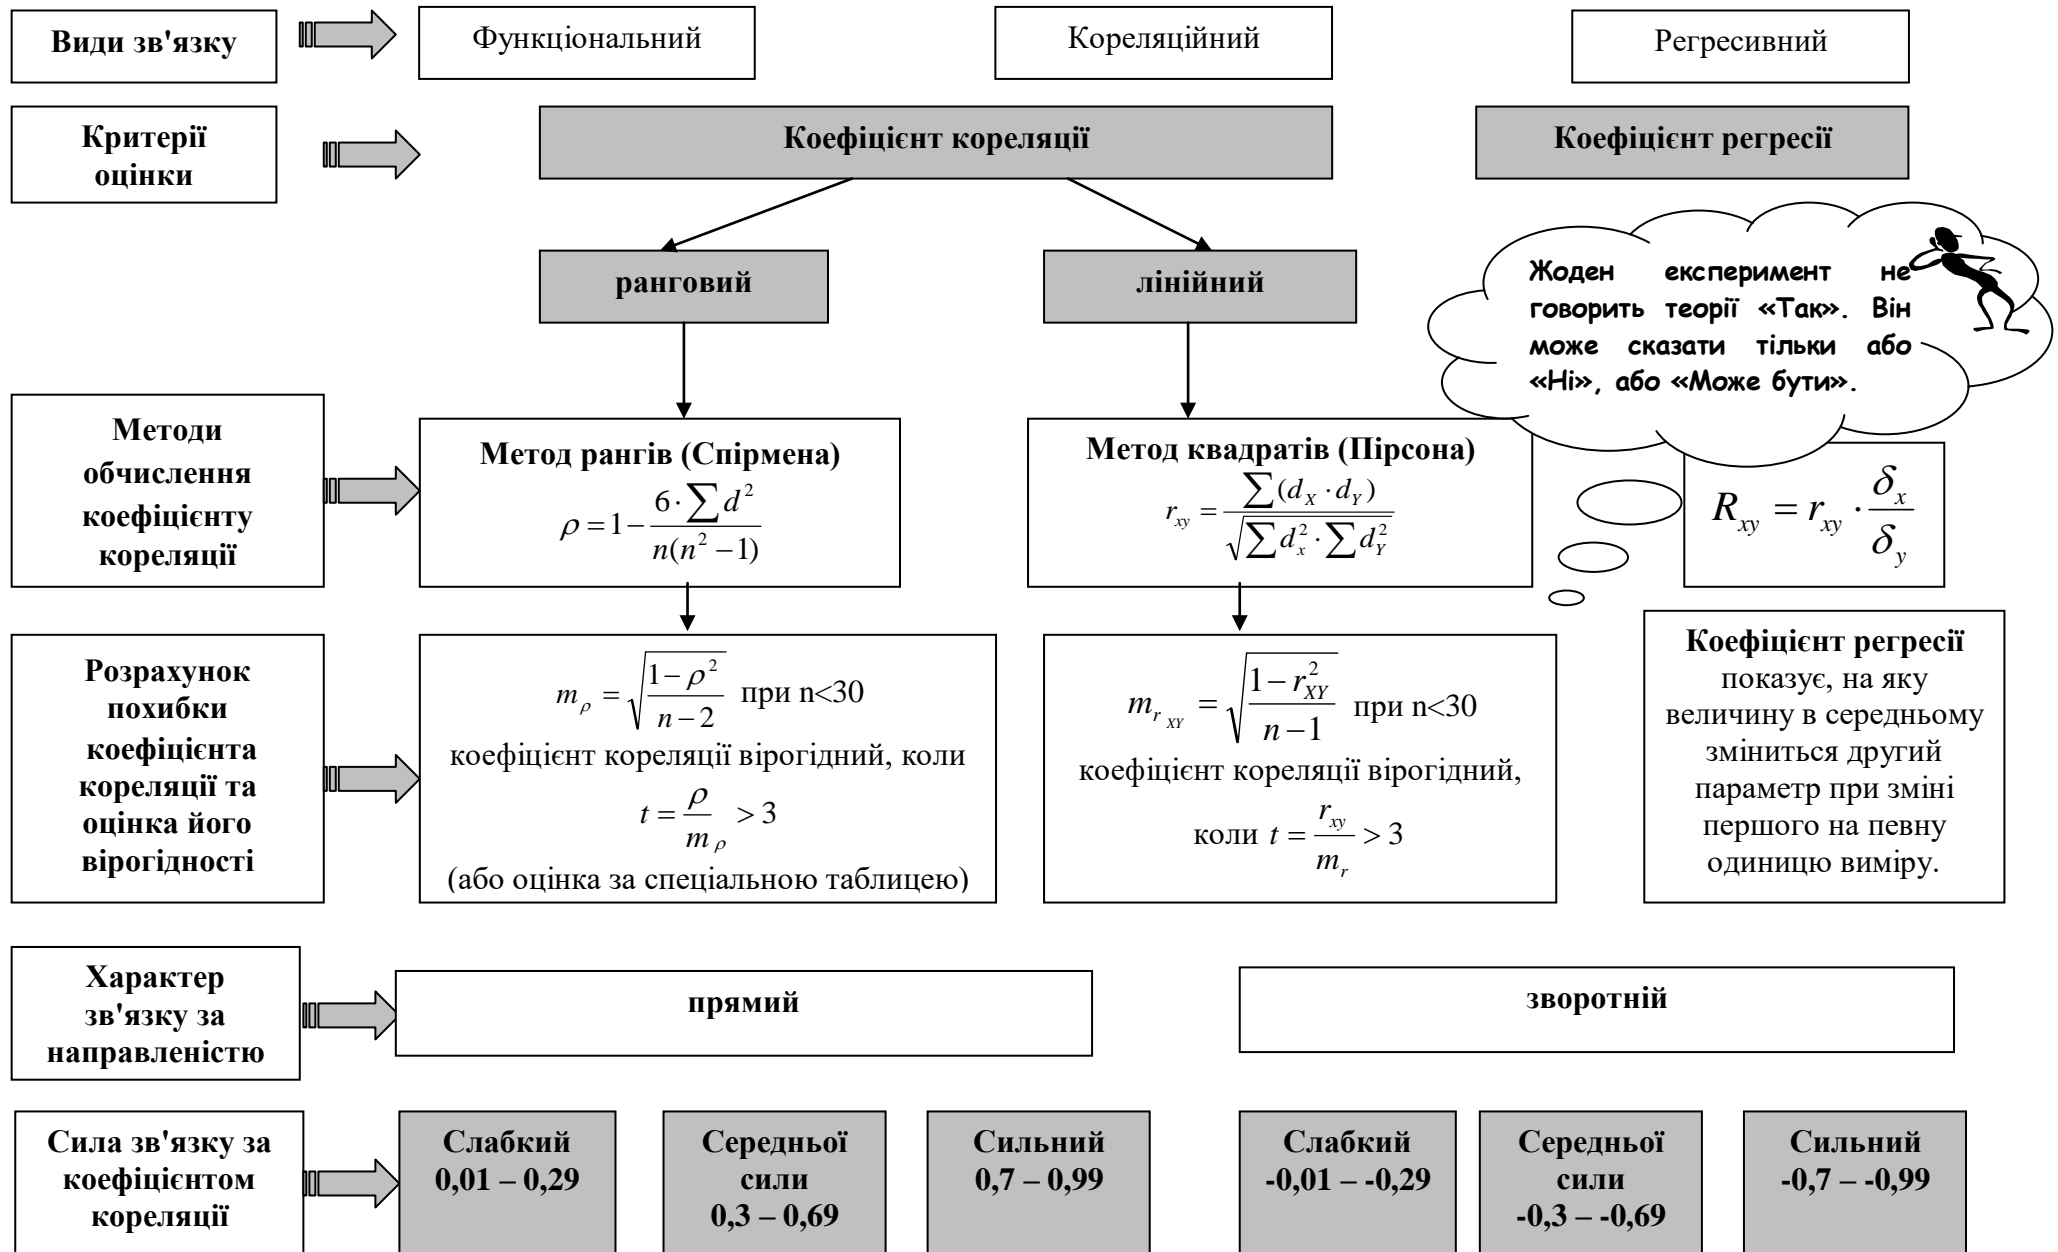 Види зв'язку
Функціональний
Кореляційний
Регресивний
Критерії
оцінки
Коефіцієнт кореляції
Коефіцієнт регресії
ранговий
лінійний
Жоден експеримент не
говорить теорії «Так». Він
може сказати тільки або
«Ні», або «Може бути».
Методи
обчислення
коефіцієнту
кореляції
Метод рангів (Спірмена)
ρ = 1 − 6·∑d² / n(n² − 1)
Метод квадратів (Пірсона)
r_xy = ∑(d_X · d_Y) / √(∑d_x² · ∑d_Y²)
R_xy = r_xy · δ_x / δ_y
Розрахунок
похибки
коефіцієнта
кореляції та
оцінка його
вірогідності
m_ρ = √((1 − ρ²) / (n − 2)) при n<30
коефіцієнт кореляції вірогідний, коли
t = ρ / m_ρ > 3
(або оцінка за спеціальною таблицею)
m_r_XY = √((1 − r²_XY) / (n − 1)) при n<30
коефіцієнт кореляції вірогідний,
коли t = r_xy / m_r > 3
Коефіцієнт регресії
показує, на яку
величину в середньому
зміниться другий
параметр при зміні
першого на певну
одиницю виміру.
Характер
зв'язку за
направленістю
прямий
зворотній
Сила зв'язку за
коефіцієнтом
кореляції
Слабкий
0,01 – 0,29
Середньої
сили
0,3 – 0,69
Сильний
0,7 – 0,99
Слабкий
-0,01 – -0,29
Середньої
сили
-0,3 – -0,69
Сильний
-0,7 – -0,99